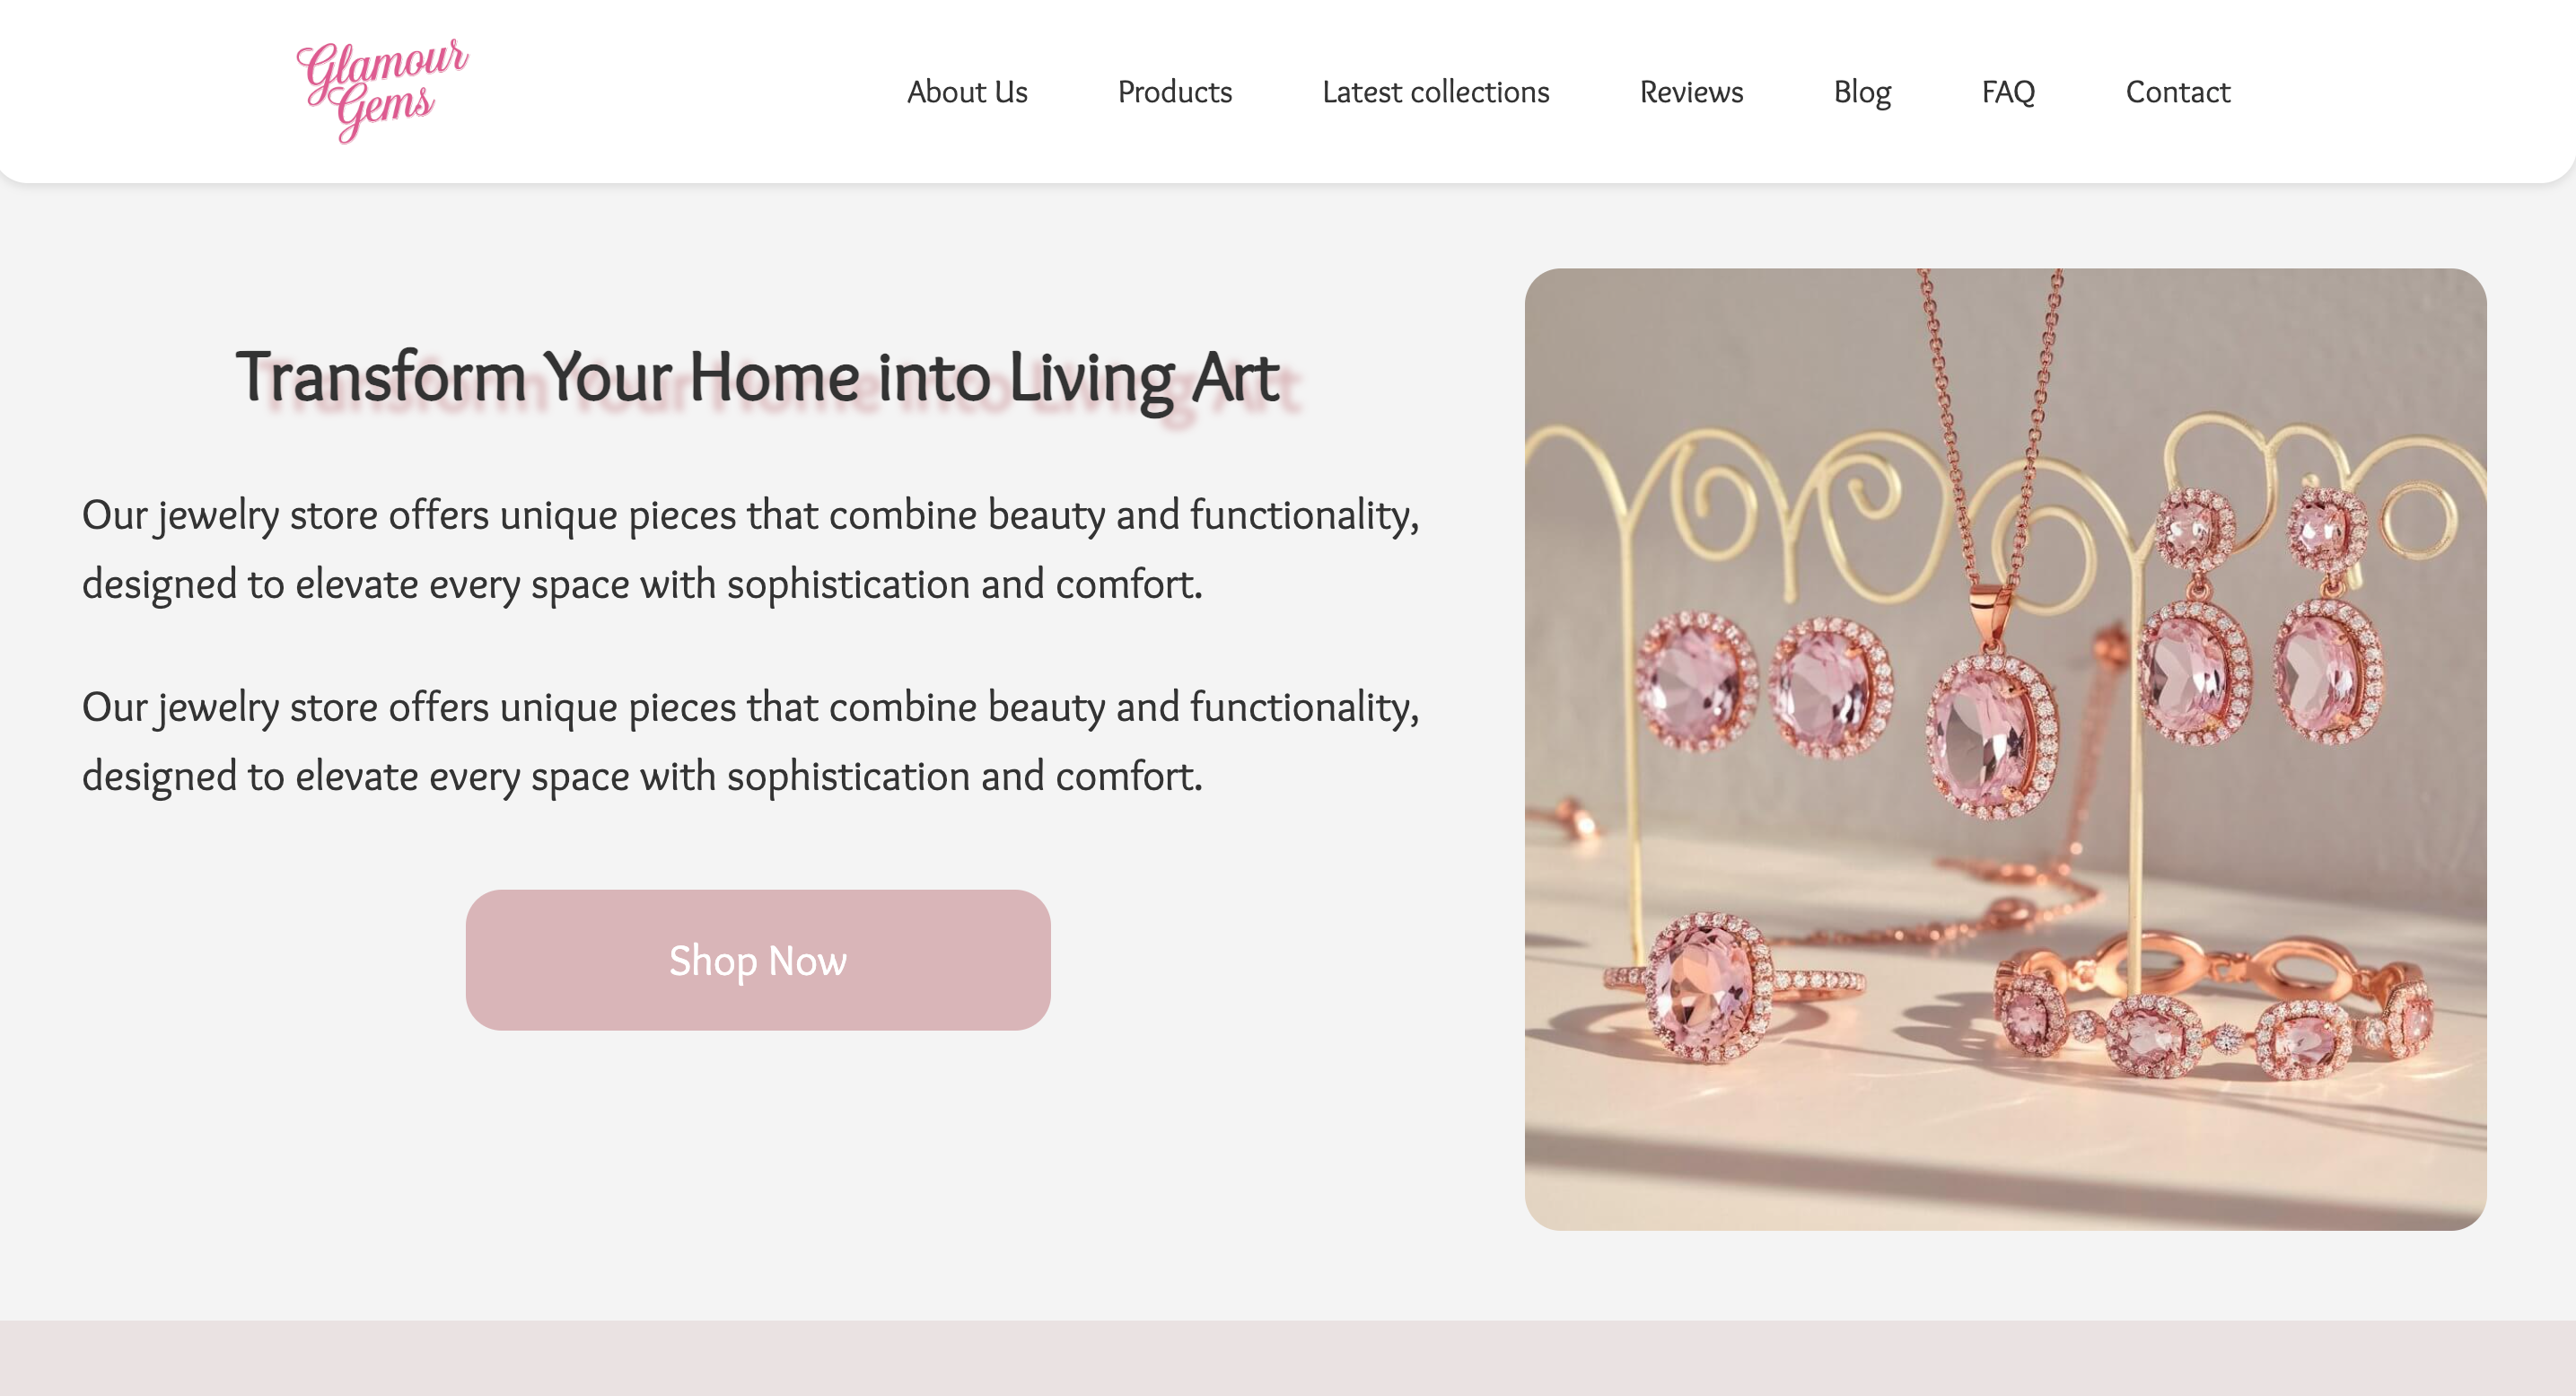 Glamour
Gems
About Us Products Latest collections Reviews Blog FAQ Contact
Transform Your Home into Living Art
Our jewelry store offers unique pieces that combine beauty and functionality,
designed to elevate every space with sophistication and comfort.
Our jewelry store offers unique pieces that combine beauty and functionality,
designed to elevate every space with sophistication and comfort.
Shop Now